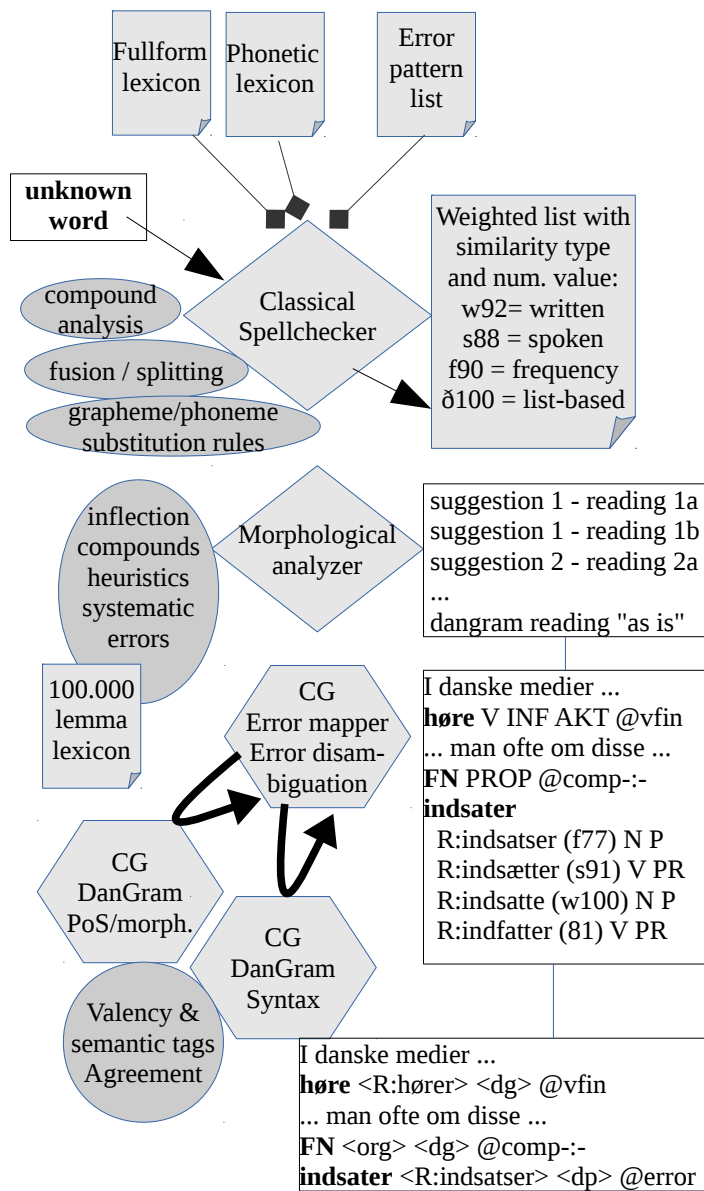 Fullform
lexicon
Phonetic
lexicon
Error
pattern
list
unknown
word
Classical
Spellchecker
compound
analysis
fusion / splitting
grapheme/phoneme
substitution rules
Weighted list with
similarity type
and num. value:
w92= written
s88 = spoken
f90 = frequency
ð100 = list-based
inflection
compounds
heuristics
systematic
errors
Morphological
analyzer
suggestion 1 - reading 1a
suggestion 1 - reading 1b
suggestion 2 - reading 2a
...
dangram reading "as is"
100.000
lemma
lexicon
CG
Error mapper
Error disam-
biguation
I danske medier ...
høre V INF AKT @vfin
... man ofte om disse ...
FN PROP @comp-:-
indsater
R:indsatser (f77) N P
R:indsætter (s91) V PR
R:indsatte (w100) N P
R:indfatter (81) V PR
CG
DanGram
PoS/morph.
CG
DanGram
Syntax
Valency &
semantic tags
Agreement
I danske medier ...
høre <R:hører> <dg> @vfin
... man ofte om disse ...
FN <org> <dg> @comp-:-
indsater <R:indsatser> <dp> @error